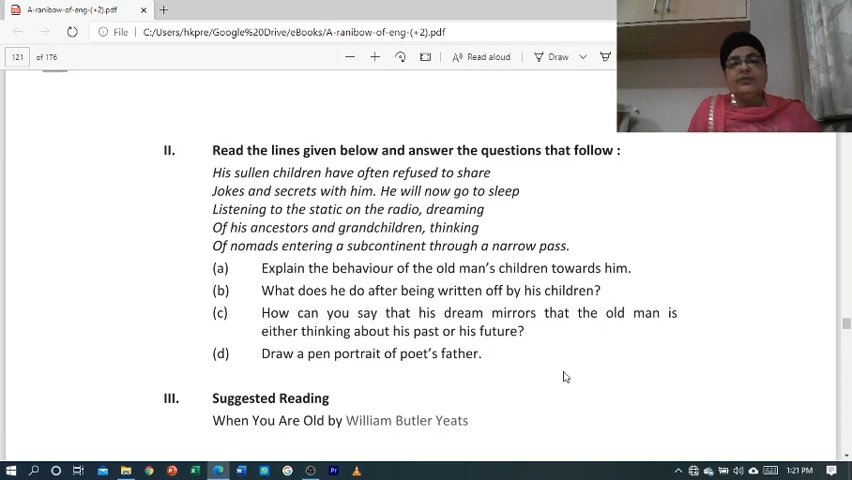 A-ranibow-of-eng-(+2).pdf
File C:/Users/hkpre/Google%20Drive/eBooks/A-ranibow-of-eng-(+2).pdf
121 of 176 Read aloud Draw
II. Read the lines given below and answer the questions that follow :
His sullen children have often refused to share
Jokes and secrets with him. He will now go to sleep
Listening to the static on the radio, dreaming
Of his ancestors and grandchildren, thinking
Of nomads entering a subcontinent through a narrow pass.
(a) Explain the behaviour of the old man's children towards him.
(b) What does he do after being written off by his children?
(c) How can you say that his dream mirrors that the old man is
either thinking about his past or his future?
(d) Draw a pen portrait of poet's father.
III. Suggested Reading
When You Are Old by William Butler Yeats
1:21 PM